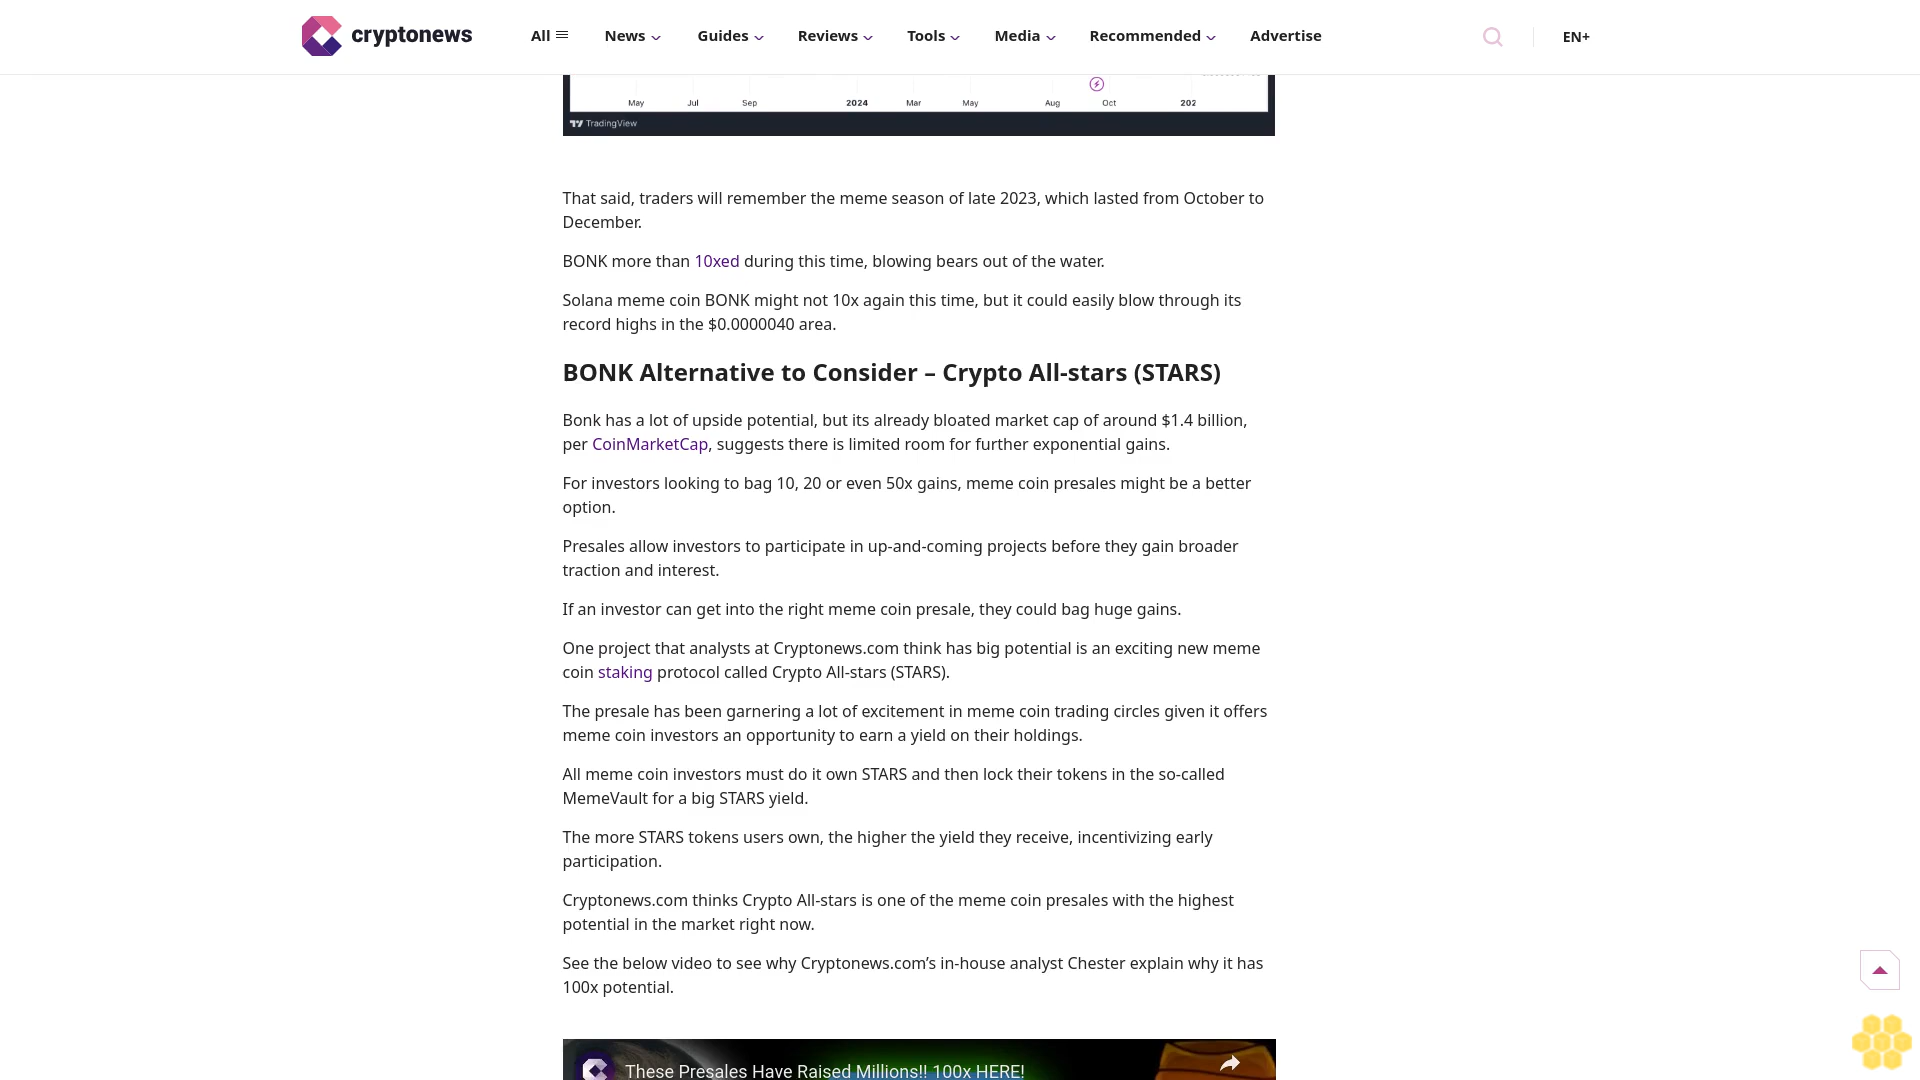 cryptonews
All
News
Guides
Reviews
Tools
Media
Recommended
Advertise
EN+
May Jul Sep 2024 Mar May Aug Oct 202
TradingView
That said, traders will remember the meme season of late 2023, which lasted from October to
December.
BONK more than 10xed during this time, blowing bears out of the water.
Solana meme coin BONK might not 10x again this time, but it could easily blow through its
record highs in the $0.0000040 area.
BONK Alternative to Consider – Crypto All-stars (STARS)
Bonk has a lot of upside potential, but its already bloated market cap of around $1.4 billion,
per CoinMarketCap, suggests there is limited room for further exponential gains.
For investors looking to bag 10, 20 or even 50x gains, meme coin presales might be a better
option.
Presales allow investors to participate in up-and-coming projects before they gain broader
traction and interest.
If an investor can get into the right meme coin presale, they could bag huge gains.
One project that analysts at Cryptonews.com think has big potential is an exciting new meme
coin staking protocol called Crypto All-stars (STARS).
The presale has been garnering a lot of excitement in meme coin trading circles given it offers
meme coin investors an opportunity to earn a yield on their holdings.
All meme coin investors must do it own STARS and then lock their tokens in the so-called
MemeVault for a big STARS yield.
The more STARS tokens users own, the higher the yield they receive, incentivizing early
participation.
Cryptonews.com thinks Crypto All-stars is one of the meme coin presales with the highest
potential in the market right now.
See the below video to see why Cryptonews.com’s in-house analyst Chester explain why it has
100x potential.
These Presales Have Raised Millions!! 100x HERE!